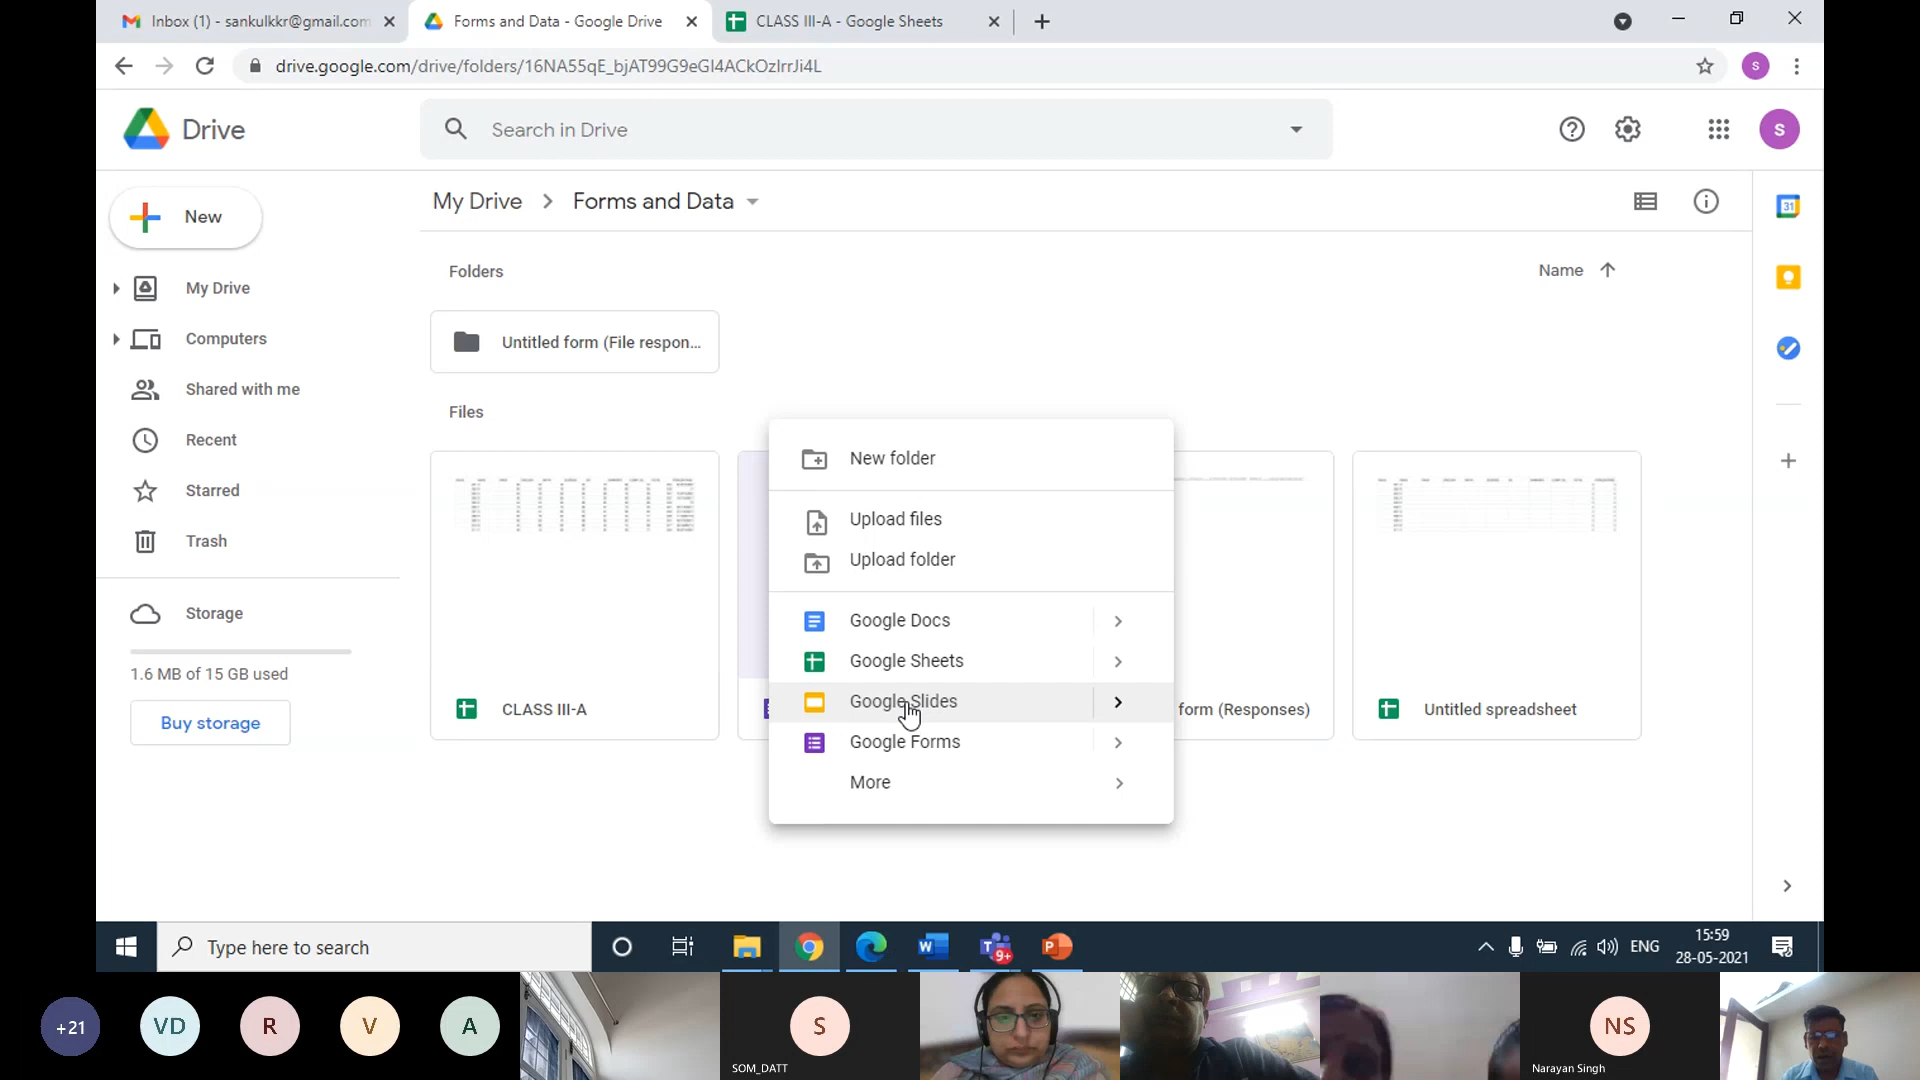 Inbox (1) - sankulkkr@gmail.com
Forms and Data - Google Drive
CLASS III-A - Google Sheets
drive.google.com/drive/folders/16NA55qE_bjAT99G9eGI4ACkOzIrrJi4L
S
Drive
Search in Drive
S
New
My Drive
Forms and Data
31
My Drive
Computers
Shared with me
Recent
Starred
Trash
Storage
1.6 MB of 15 GB used
Buy storage
Folders
Name
Untitled form (File respon...
Files
New folder
Upload files
Upload folder
Google Docs
Google Sheets
Google Slides
Google Forms
More
CLASS III-A
form (Responses)
Untitled spreadsheet
Type here to search
W
T
9+
P
ENG
15:59
28-05-2021
+21
VD
R
V
A
S
SOM_DATT
NS
Narayan Singh